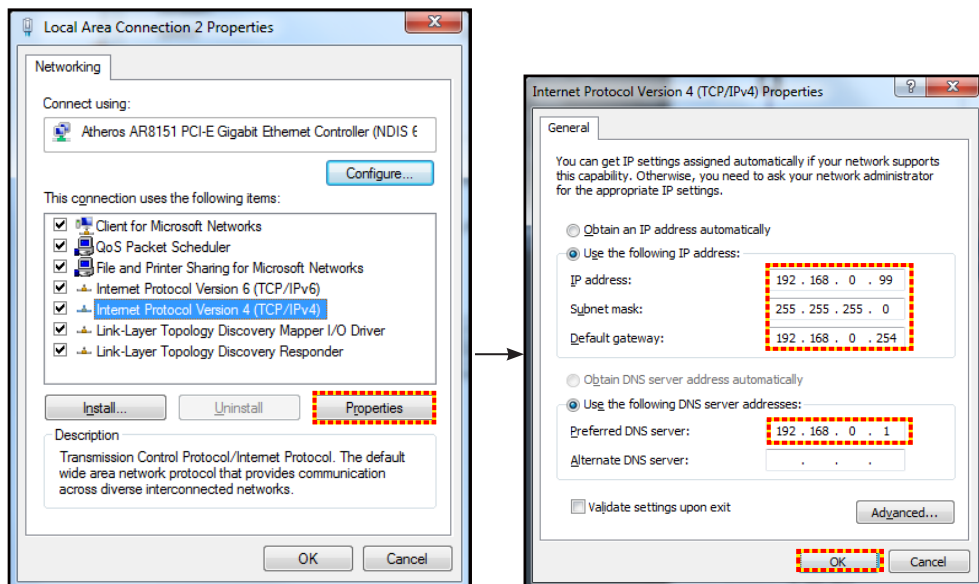 Local Area Connection 2 Properties
Networking
Connect using:
Atheros AR8151 PCI-E Gigabit Ethernet Controller (NDIS 6
Configure...
This connection uses the following items:
Client for Microsoft Networks
QoS Packet Scheduler
File and Printer Sharing for Microsoft Networks
Internet Protocol Version 6 (TCP/IPv6)
Internet Protocol Version 4 (TCP/IPv4)
Link-Layer Topology Discovery Mapper I/O Driver
Link-Layer Topology Discovery Responder
Install...
Uninstall
Properties
Description
Transmission Control Protocol/Internet Protocol. The default
wide area network protocol that provides communication
across diverse interconnected networks.
OK
Cancel
Internet Protocol Version 4 (TCP/IPv4) Properties
?
General
You can get IP settings assigned automatically if your network supports
this capability. Otherwise, you need to ask your network administrator
for the appropriate IP settings.
Obtain an IP address automatically
Use the following IP address:
IP address: 192 . 168 . 0 . 99
Subnet mask: 255 . 255 . 255 . 0
Default gateway: 192 . 168 . 0 . 254
Obtain DNS server address automatically
Use the following DNS server addresses:
Preferred DNS server: 192 . 168 . 0 . 1
Alternate DNS server: . . .
Validate settings upon exit
Advanced...
OK
Cancel